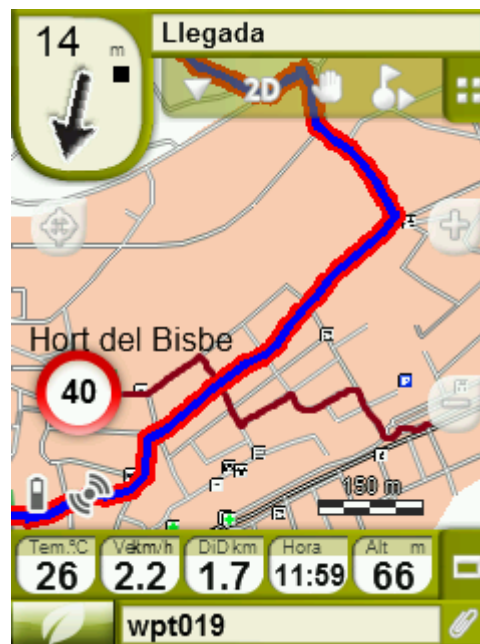 14 m
Llegada
2D
Hort del Bisbe
40
150 m
Tem.ºC
26
Vel km/h
2.2
DiD km
1.7
Hora
11:59
Alt m
66
wpt019